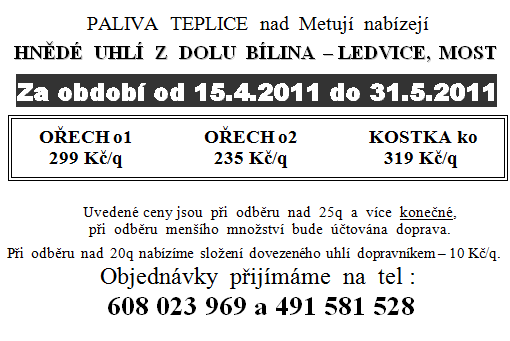 PALIVA TEPLICE nad Metují nabízejí
HNĚDÉ UHLÍ Z DOLU BÍLINA – LEDVICE, MOST
Za období od 15.4.2011 do 31.5.2011
OŘECH o1 OŘECH o2 KOSTKA ko
299 Kč/q 235 Kč/q 319 Kč/q
Uvedené ceny jsou při odběru nad 25q a více konečné,
při odběru menšího množství bude účtována doprava.
Při odběru nad 20q nabízíme složení dovezeného uhlí dopravníkem – 10 Kč/q.
Objednávky přijímáme na tel :
608 023 969 a 491 581 528